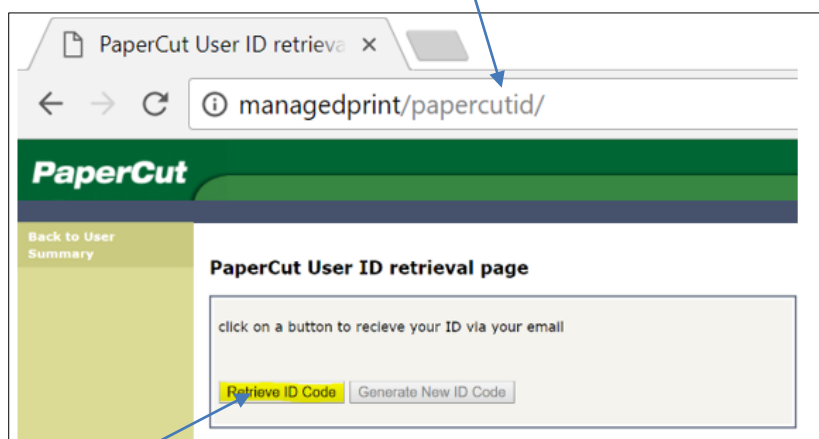 PaperCut User ID retrieva
managedprint/papercutid/
PaperCut
Back to User
Summary
PaperCut User ID retrieval page
click on a button to recieve your ID via your email
Retrieve ID Code Generate New ID Code